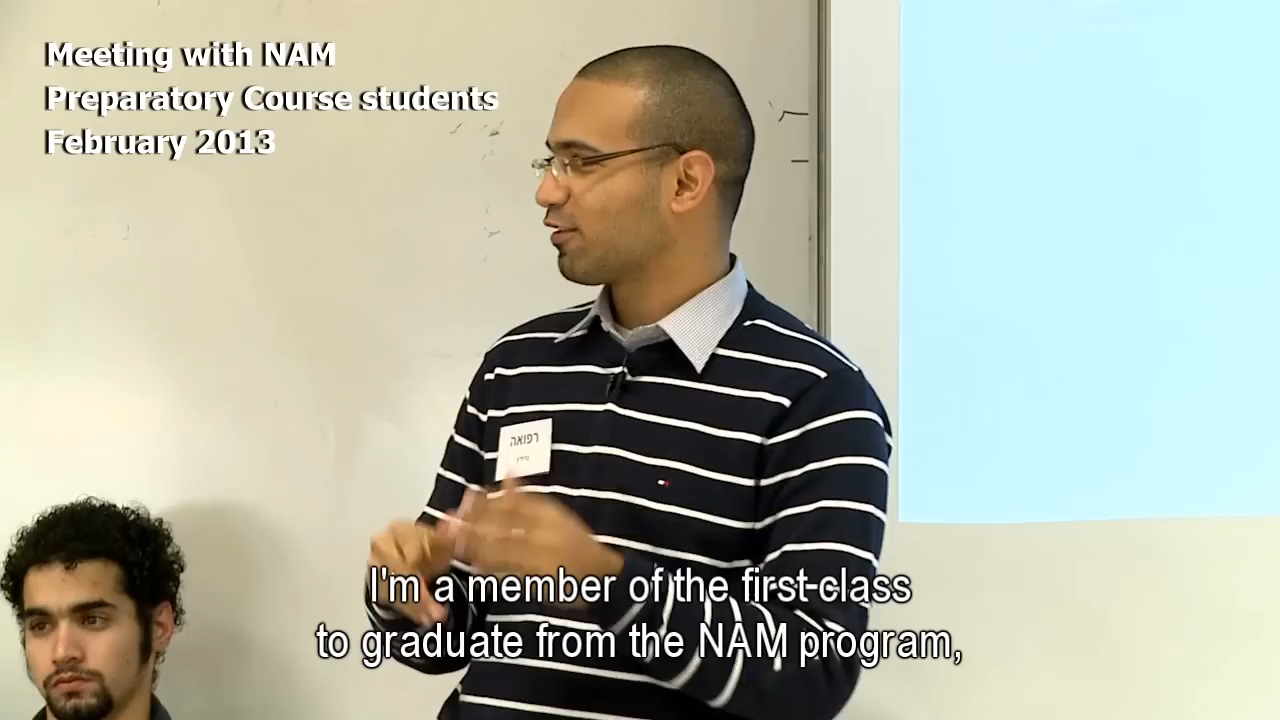 Meeting with NAM
Preparatory Course students
February 2013
רפואה
I'm a member of the first class
to graduate from the NAM program,